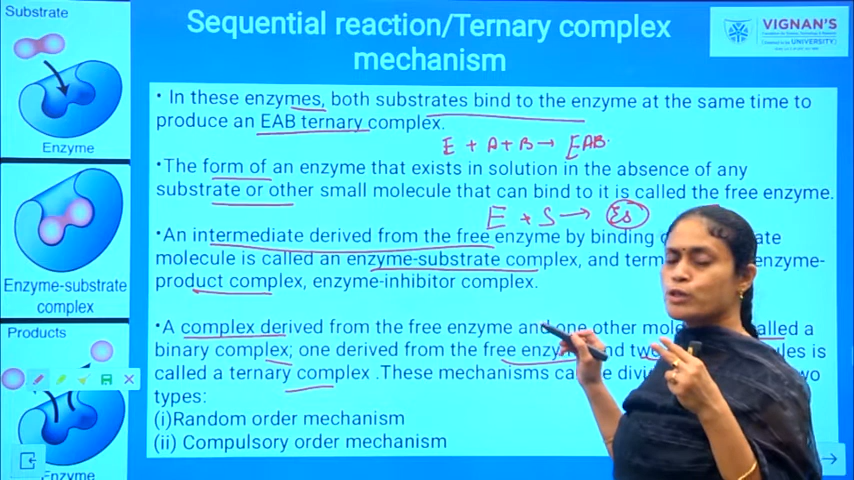 Substrate
Enzyme
Enzyme-substrate
complex
Products
Enzyme
Sequential reaction/Ternary complex
mechanism
VIGNAN'S
UNIVERSITY
• In these enzymes, both substrates bind to the enzyme at the same time to
produce an EAB ternary complex.
E + A + B → EAB
•The form of an enzyme that exists in solution in the absence of any
substrate or other small molecule that can bind to it is called the free enzyme.
E + S → ES
•An intermediate derived from the free enzyme by binding
molecule is called an enzyme-substrate complex, and enzyme-
product complex, enzyme-inhibitor complex.
•A complex derived from the free enzyme and one other called a
binary complex; one derived from the free and is
called a ternary complex .These mechanisms
types:
(i)Random order mechanism
(ii) Compulsory order mechanism